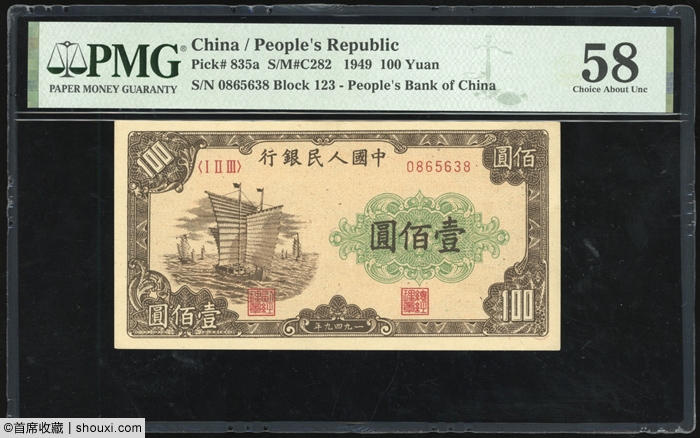 PMG®
PAPER MONEY GUARANTY
China / People's Republic
Pick# 835a S/M#C282 1949 100 Yuan
S/N 0865638 Block 123 - People's Bank of China
58
Choice About Unc
100
行銀民人國中
圓佰
〈I II III〉
0865638
圓佰壹
圓佰壹
100
年九四九一
@首席收藏 | shouxi.com